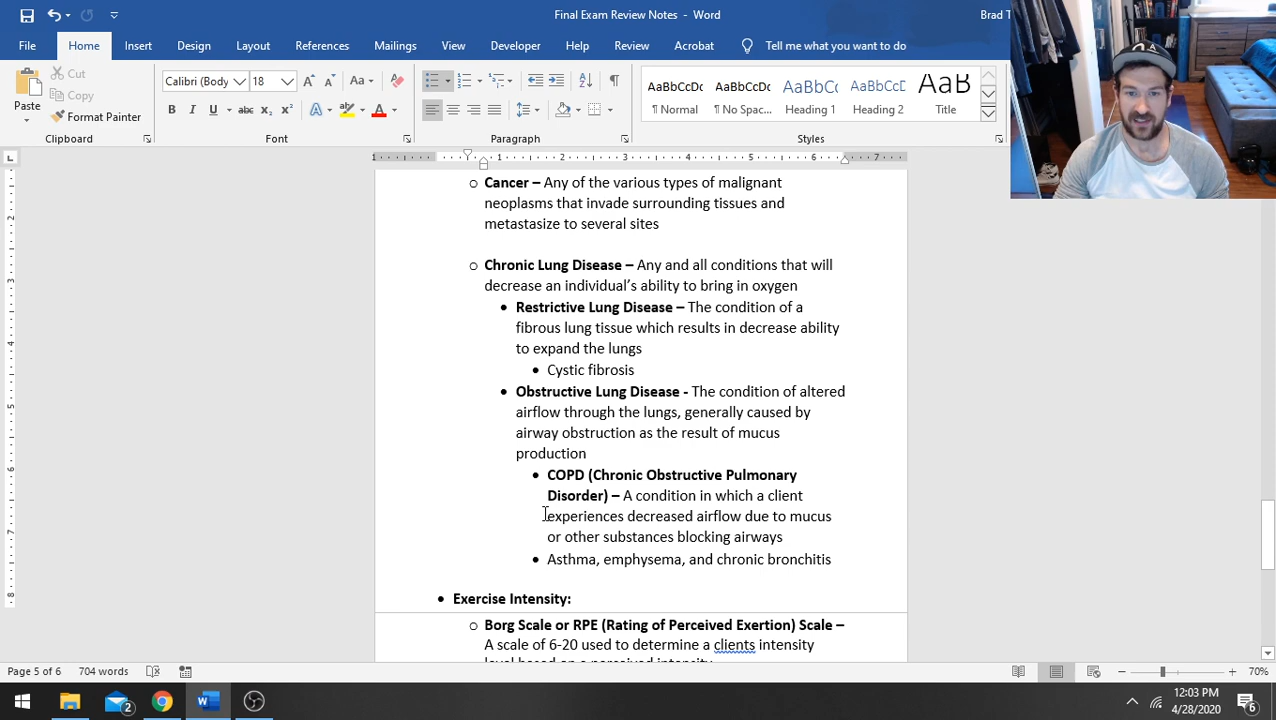 Final Exam Review Notes - Word
Brad T
File Home Insert Design Layout References Mailings Developer View Help Review Acrobat Tell me what you want to do
Paste
Cut
Copy
Format Painter
Calibri (Body 18
AaBbCcDc AaBbCcDc AaBbCc AaBbCcD AaB
¶ Normal ¶ No Spac... Heading 1 Heading 2 Title
Clipboard Font Paragraph Styles
Cancer – Any of the various types of malignant
neoplasms that invade surrounding tissues and
metastasize to several sites
Chronic Lung Disease – Any and all conditions that will
decrease an individual's ability to bring in oxygen
Restrictive Lung Disease – The condition of a
fibrous lung tissue which results in decrease ability
to expand the lungs
Cystic fibrosis
Obstructive Lung Disease - The condition of altered
airflow through the lungs, generally caused by
airway obstruction as the result of mucus
production
COPD (Chronic Obstructive Pulmonary
Disorder) – A condition in which a client
experiences decreased airflow due to mucus
or other substances blocking airways
Asthma, emphysema, and chronic bronchitis
Exercise Intensity:
Borg Scale or RPE (Rating of Perceived Exertion) Scale –
A scale of 6-20 used to determine a clients intensity
level based on a perceived intensity
Page 5 of 6 704 words 70%
12:03 PM
4/28/2020